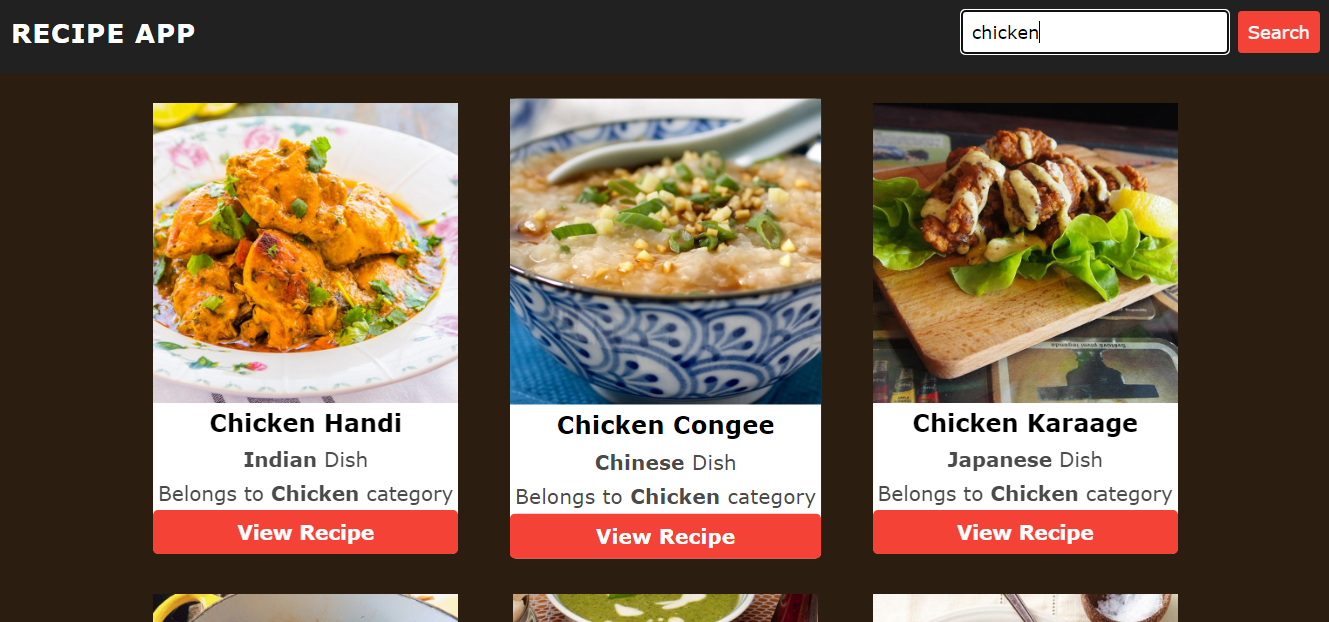 RECIPE APP
chicken
Search
Chicken Handi
Indian Dish
Belongs to Chicken category
View Recipe
Chicken Congee
Chinese Dish
Belongs to Chicken category
View Recipe
Chicken Karaage
Japanese Dish
Belongs to Chicken category
View Recipe